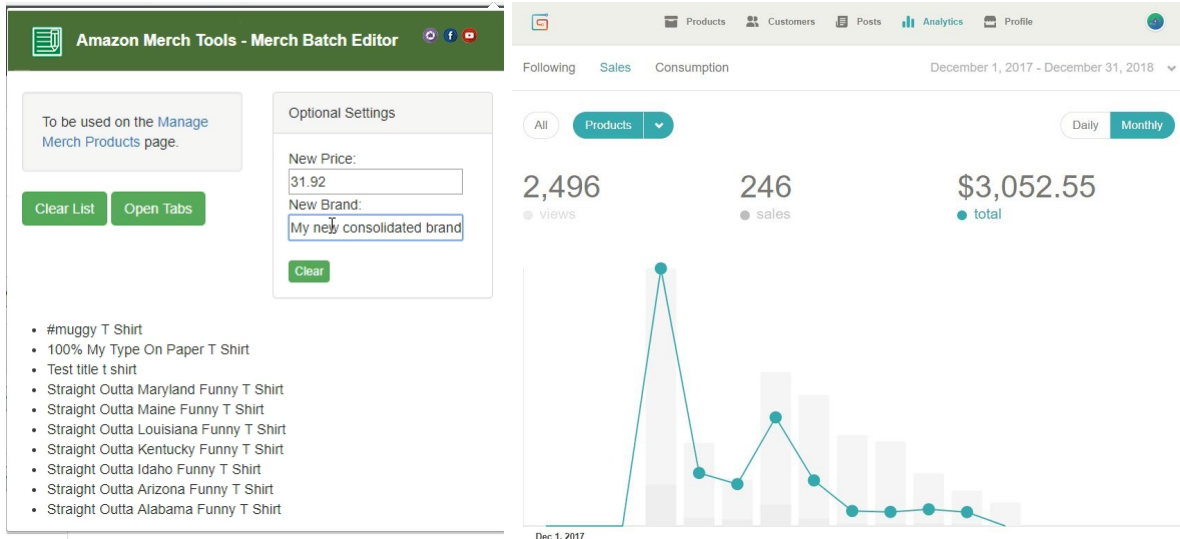 Amazon Merch Tools - Merch Batch Editor
To be used on the Manage
Merch Products page.
Clear List
Open Tabs
Optional Settings
New Price:
31.92
New Brand:
My new consolidated brand
Clear
#muggy T Shirt
100% My Type On Paper T Shirt
Test title t shirt
Straight Outta Maryland Funny T Shirt
Straight Outta Maine Funny T Shirt
Straight Outta Louisiana Funny T Shirt
Straight Outta Kentucky Funny T Shirt
Straight Outta Idaho Funny T Shirt
Straight Outta Arizona Funny T Shirt
Straight Outta Alabama Funny T Shirt
Products Customers Posts Analytics Profile
Following Sales Consumption
December 1, 2017 - December 31, 2018
All Products
Daily Monthly
2,496 246 $3,052.55
views sales total
Dec 1, 2017